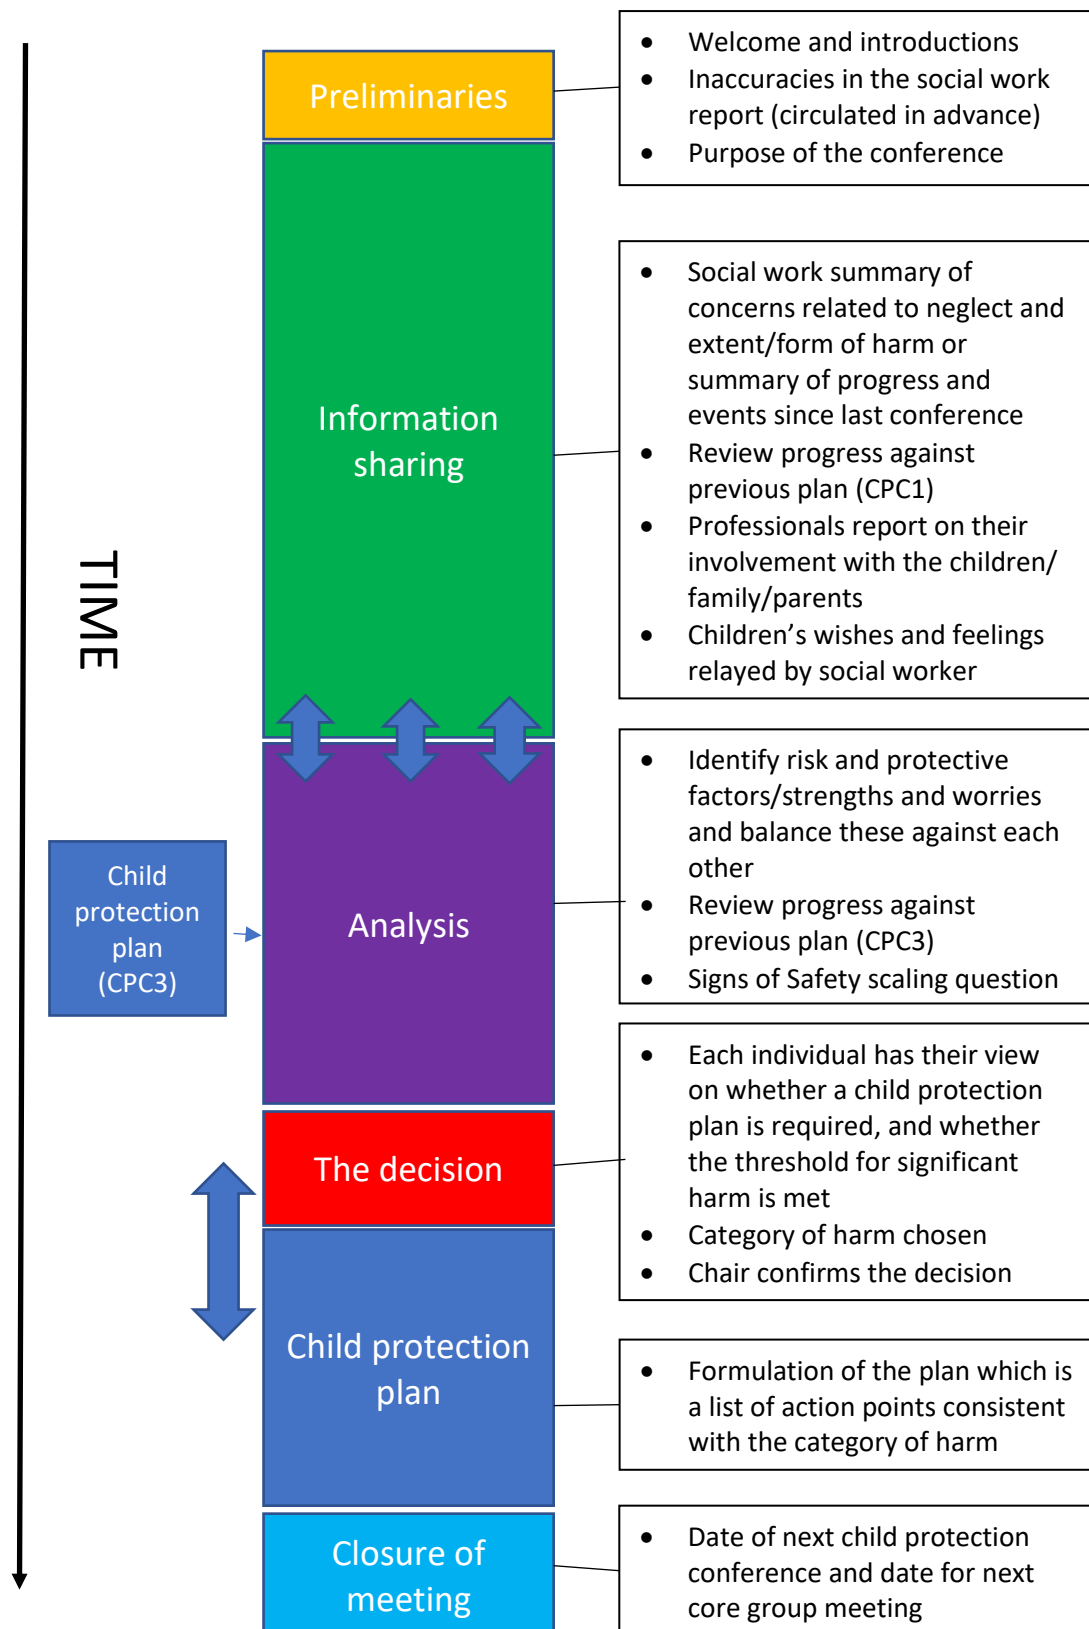 TIME
Preliminaries
• Welcome and introductions
• Inaccuracies in the social work
report (circulated in advance)
• Purpose of the conference
Information
sharing
• Social work summary of
concerns related to neglect and
extent/form of harm or
summary of progress and
events since last conference
• Review progress against
previous plan (CPC1)
• Professionals report on their
involvement with the children/
family/parents
• Children’s wishes and feelings
relayed by social worker
Child
protection
plan
(CPC3)
Analysis
• Identify risk and protective
factors/strengths and worries
and balance these against each
other
• Review progress against
previous plan (CPC3)
• Signs of Safety scaling question
The decision
• Each individual has their view
on whether a child protection
plan is required, and whether
the threshold for significant
harm is met
• Category of harm chosen
• Chair confirms the decision
Child protection
plan
• Formulation of the plan which is
a list of action points consistent
with the category of harm
Closure of
meeting
• Date of next child protection
conference and date for next
core group meeting